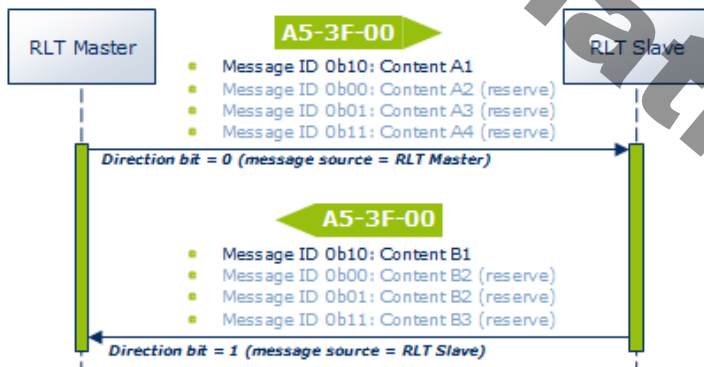 A5-3F-00
RLT Master
RLT Slave
Message ID 0b10: Content A1
Message ID 0b00: Content A2 (reserve)
Message ID 0b01: Content A3 (reserve)
Message ID 0b11: Content A4 (reserve)
Direction bit = 0 (message source = RLT Master)
A5-3F-00
Message ID 0b10: Content B1
Message ID 0b00: Content B2 (reserve)
Message ID 0b01: Content B2 (reserve)
Message ID 0b11: Content B3 (reserve)
Direction bit = 1 (message source = RLT Slave)